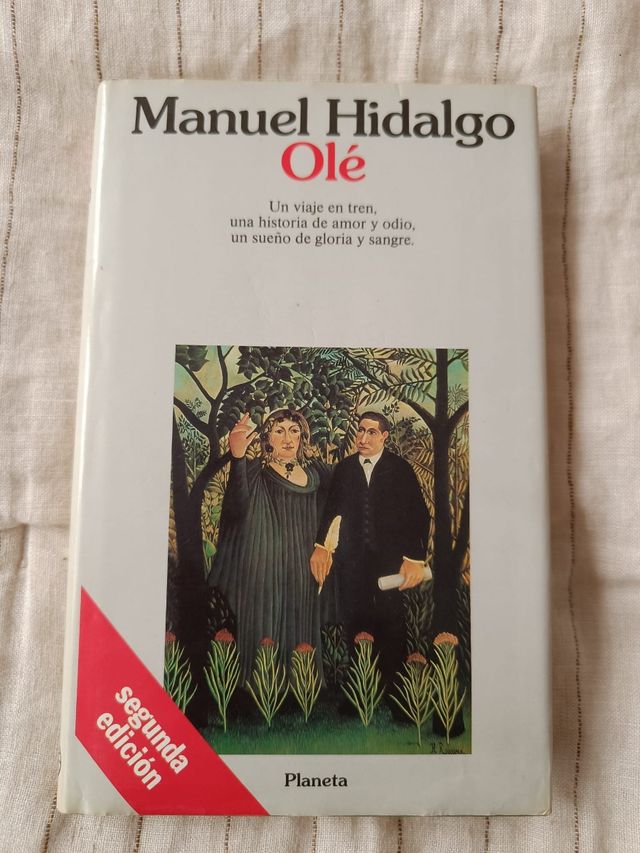 Manuel Hidalgo
Olé
Un viaje en tren,
una historia de amor y odio,
un sueño de gloria y sangre.
segunda
edición
Planeta